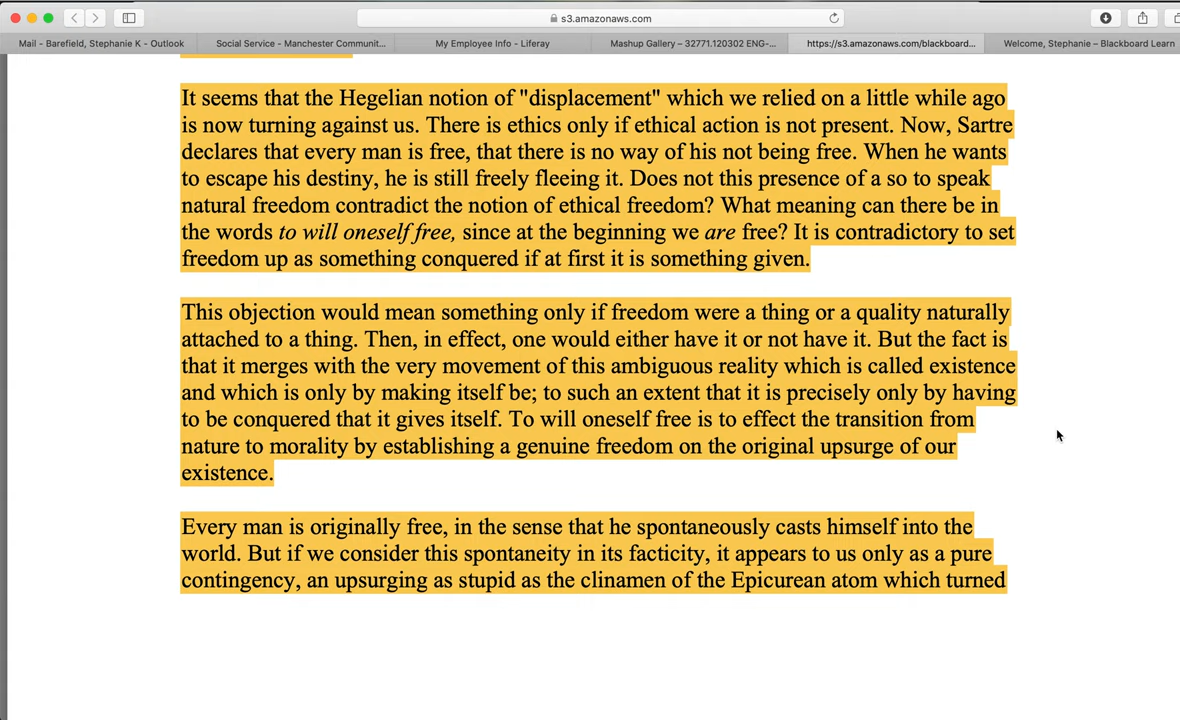 s3.amazonaws.com
Mail - Barefield, Stephanie K - Outlook
Social Service - Manchester Communit...
My Employee Info - Liferay
Mashup Gallery – 32771.120302 ENG-...
https://s3.amazonaws.com/blackboard...
Welcome, Stephanie – Blackboard Learn
It seems that the Hegelian notion of "displacement" which we relied on a little while ago
is now turning against us. There is ethics only if ethical action is not present. Now, Sartre
declares that every man is free, that there is no way of his not being free. When he wants
to escape his destiny, he is still freely fleeing it. Does not this presence of a so to speak
natural freedom contradict the notion of ethical freedom? What meaning can there be in
the words to will oneself free, since at the beginning we are free? It is contradictory to set
freedom up as something conquered if at first it is something given.
This objection would mean something only if freedom were a thing or a quality naturally
attached to a thing. Then, in effect, one would either have it or not have it. But the fact is
that it merges with the very movement of this ambiguous reality which is called existence
and which is only by making itself be; to such an extent that it is precisely only by having
to be conquered that it gives itself. To will oneself free is to effect the transition from
nature to morality by establishing a genuine freedom on the original upsurge of our
existence.
Every man is originally free, in the sense that he spontaneously casts himself into the
world. But if we consider this spontaneity in its facticity, it appears to us only as a pure
contingency, an upsurging as stupid as the clinamen of the Epicurean atom which turned